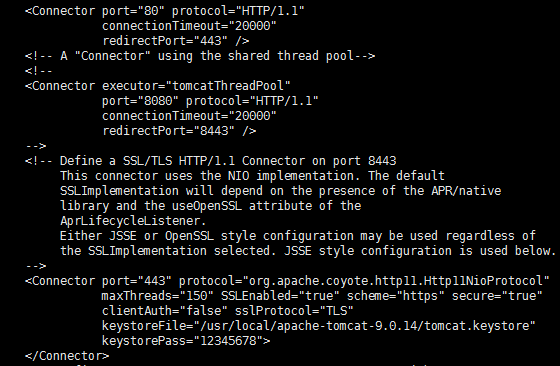 <Connector port="80" protocol="HTTP/1.1"
connectionTimeout="20000"
redirectPort="443" />
<!-- A "Connector" using the shared thread pool-->
<!--
<Connector executor="tomcatThreadPool"
port="8080" protocol="HTTP/1.1"
connectionTimeout="20000"
redirectPort="8443" />
-->
<!-- Define a SSL/TLS HTTP/1.1 Connector on port 8443
This connector uses the NIO implementation. The default
SSLImplementation will depend on the presence of the APR/native
library and the useOpenSSL attribute of the
AprLifecycleListener.
Either JSSE or OpenSSL style configuration may be used regardless of
the SSLImplementation selected. JSSE style configuration is used below.
-->
<Connector port="443" protocol="org.apache.coyote.http11.Http11NioProtocol"
maxThreads="150" SSLEnabled="true" scheme="https" secure="true"
clientAuth="false" sslProtocol="TLS"
keystoreFile="/usr/local/apache-tomcat-9.0.14/tomcat.keystore"
keystorePass="12345678">
</Connector>